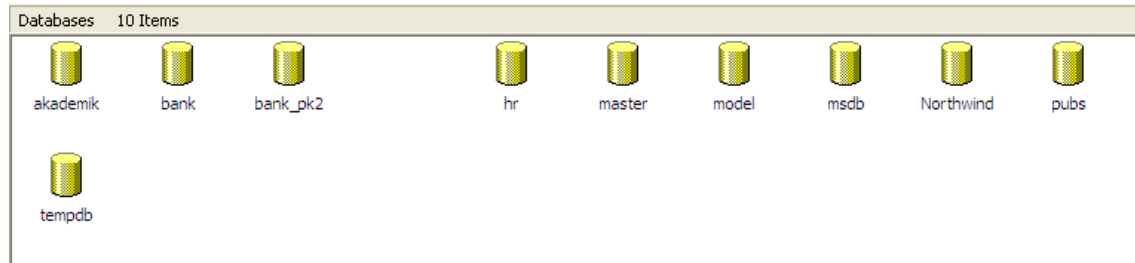 Databases 10 Items
akademik bank bank_pk2 hr master model msdb Northwind pubs
tempdb